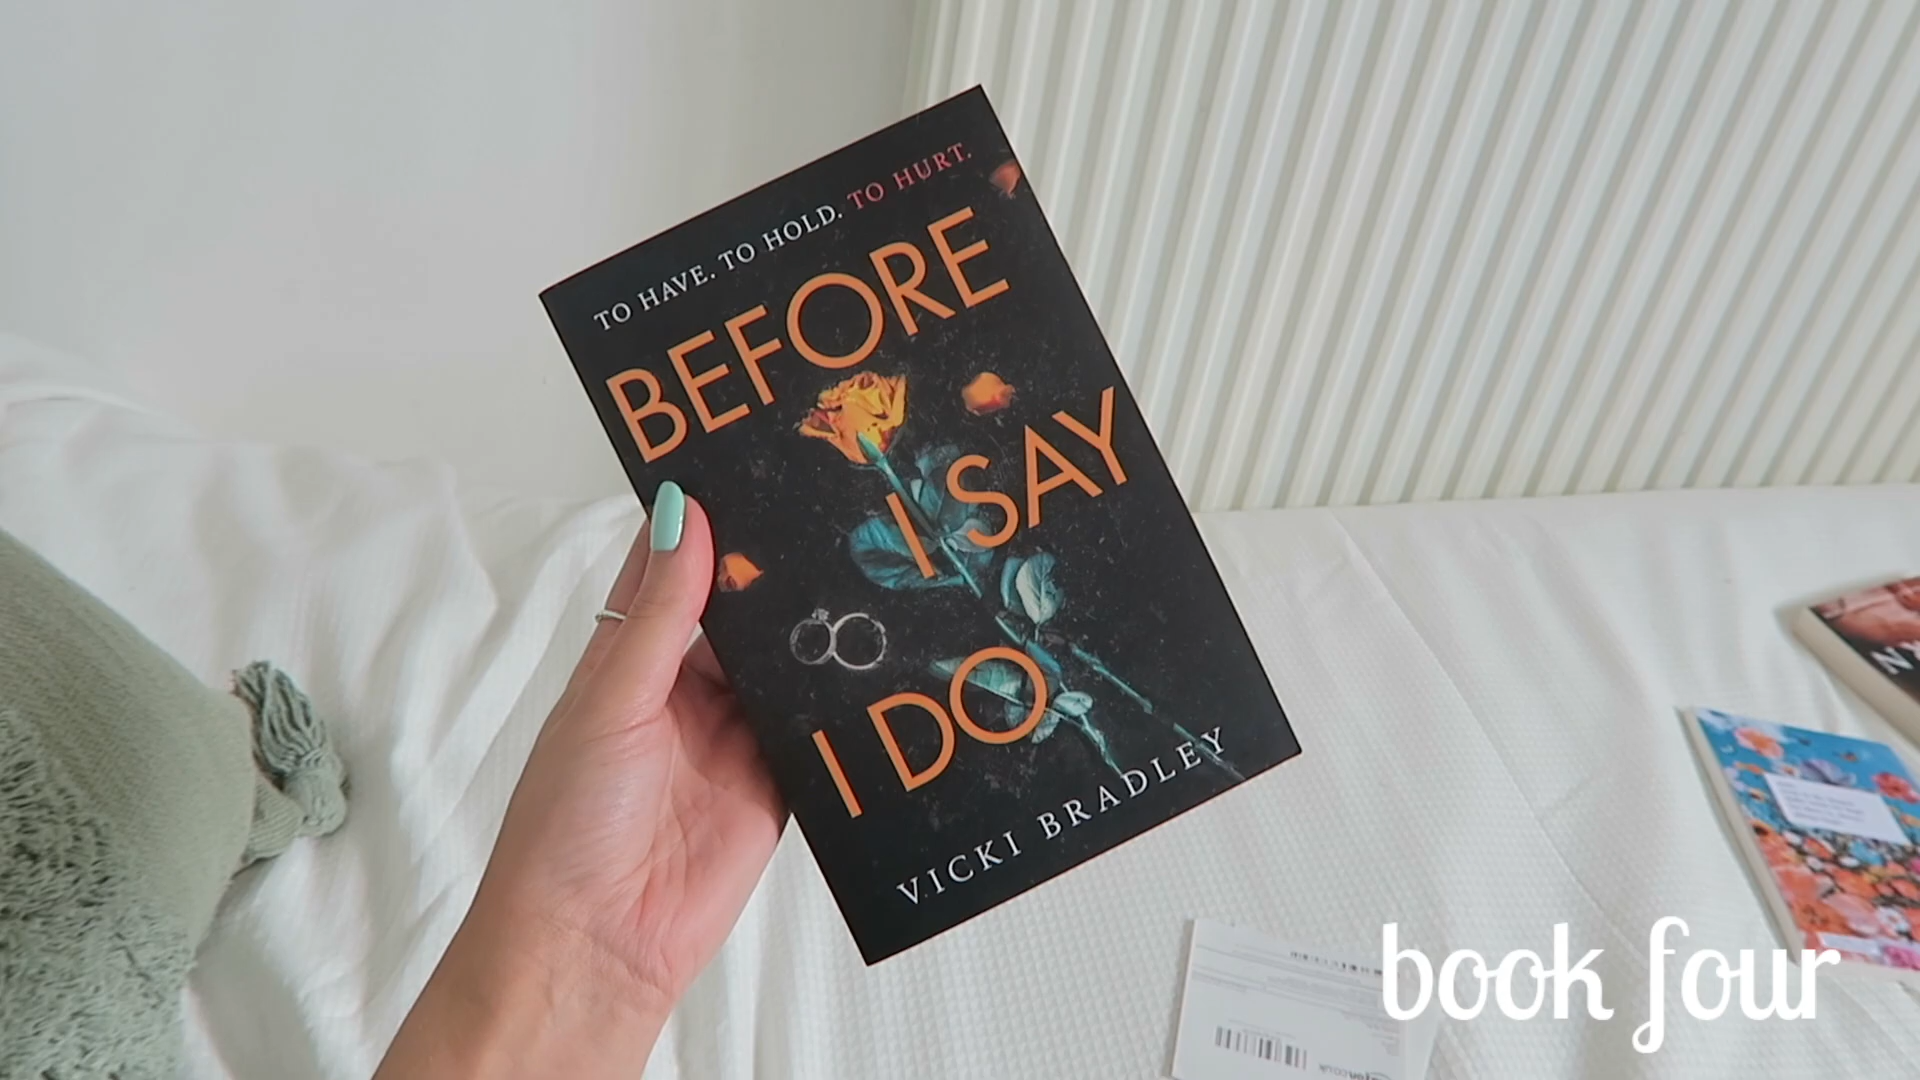 TO HAVE. TO HOLD. TO HURT.
BEFORE
I SAY
I DO
VICKI BRADLEY
book four